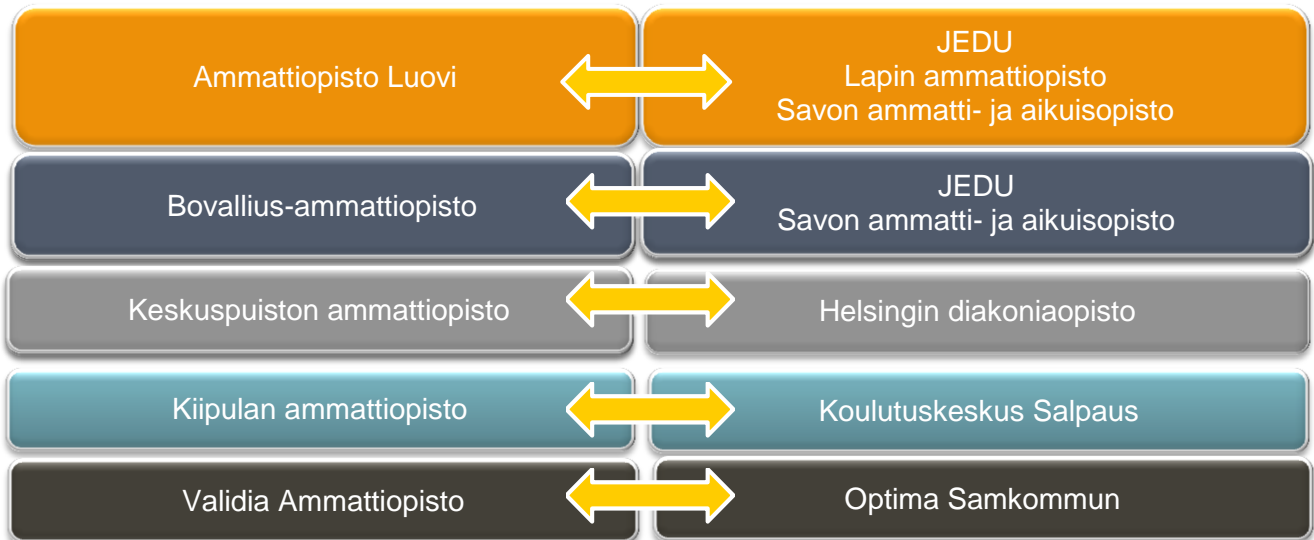 Ammattiopisto Luovi
JEDU
Lapin ammattiopisto
Savon ammatti- ja aikuisopisto
Bovallius-ammattiopisto
JEDU
Savon ammatti- ja aikuisopisto
Keskuspuiston ammattiopisto
Helsingin diakoniaopisto
Kiipulan ammattiopisto
Koulutuskeskus Salpaus
Validia Ammattiopisto
Optima Samkommun